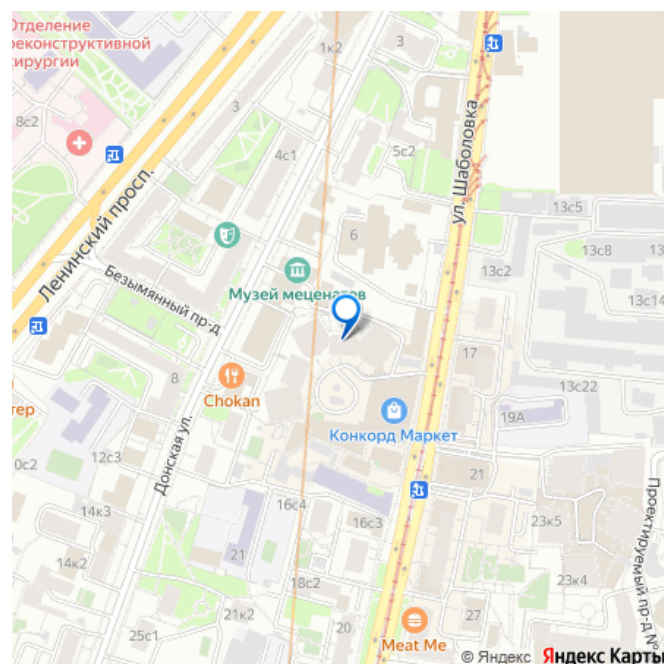 Отделение
реконструктивной
хирургии
1к2
3
8с2
3
4с1
5с2
ул. Шаболовка
13с5
Ленинский просп.
6
13с2
13с8
Безымянный пр-д
Музей меценатов
13с14
17
8
Chokan
13с22
тер
Конкорд Маркет
19А
Донская ул.
0с2
12с3
21
16с4
14к3
16с3
23к5
Проектируемый пр-д №
21
14к2
18с2
23к4
21к2
20
27
25с1
Meat Me
© Яндекс Яндекс Карты